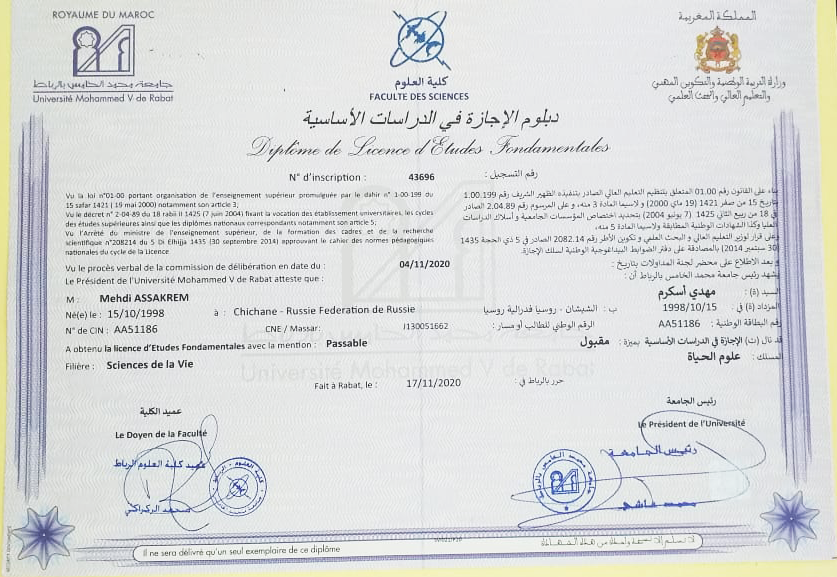 ROYAUME DU MAROC
جامعة محمد الخامس بالرباط
Université Mohammed V de Rabat
كلية العلوم
FACULTE DES SCIENCES
المملكة المغربية
وزارة التربية الوطنية والتكوين المهني
والتعليم العالي والبحث العلمي
دبلوم الإجازة في الدراسات الأساسية
Diplôme de Licence d'Etudes Fondamentales
N° d'inscription : 43696 رقم التسجيل :
Vu la loi n°01-00 portant organisation de l'enseignement supérieur promulguée par le dahir n° 1-00-199 du
15 safar 1421 ( 19 mai 2000) notamment son article 3;
Vu le décret n° 2-04-89 du 18 rabii II 1425 (7 juin 2004) fixant la vocation des établissement universitaires, les cycles
des études supérieures ainsi que les diplômes nationaux correspondants notamment son article 5;
Vu l'Arrêté du ministre de l'enseignement supérieur, de la formation des cadres et de la recherche
scientifique n°208214 du 5 Di Elhijja 1435 (30 septembre 2014) approuvant le cahier des normes pédagogiques
nationales du cycle de la Licence
بناء على القانون رقم 01.00 المتعلق بتنظيم التعليم العالي الصادر بتنفيذه الظهير الشريف رقم 1.00.199
بتاريخ 15 من صفر 1421 (19 ماي 2000) و لاسيما المادة 3 منه، و على المرسوم رقم 2.04.89 الصادر
في 18 من ربيع الثاني 1425 (7 يونيو 2004) بتحديد اختصاص المؤسسات الجامعية و أسلاك الدراسات
العليا وكذا الشهادات الوطنية المطابقة ولاسيما المادة 5 منه،
وعلى قرار لوزير التعليم العالي و البحث العلمي و تكوين الأطر رقم 2082.14 الصادر في 5 ذي الحجة 1435
(30 سبتمبر 2014) بالمصادقة على دفتر الضوابط البيداغوجية الوطنية لسلك الإجازة.
Vu le procès verbal de la commission de délibération en date du : 04/11/2020 و بعد الاطلاع على محضر لجنة المداولات بتاريخ :
Le Président de l'Université Mohammed V de Rabat atteste que : يشهد رئيس جامعة محمد الخامس بالرباط أن :
M : Mehdi ASSAKREM السيد (ة) : مهدي أسكرم
Né(e) le : 15/10/1998 à : Chichane - Russie Federation de Russie ب : الشيشان - روسيا فدرالية روسيا المزداد (ة) في : 1998/10/15
N° de CIN : AA51186 CNE / Massar: J130051662 الرقم الوطني للطالب أو مسار : رقم البطاقة الوطنية : AA51186
A obtenu la licence d'Etudes Fondamentales avec la mention : Passable قد نال (ت) الإجازة في الدراسات الأساسية بميزة : مقبول
Filière : Sciences de la Vie المسلك : علوم الحياة
Université Mohammed V de Rabat
Fait à Rabat, le : 17/11/2020 حرر بالرباط في :
عميد الكلية
Le Doyen de la Faculté
عميد كلية العلوم الرباط
محمد الركراكي
رئيس الجامعة
Le Président de l'Université
رئيس الجامعة
Il ne sera délivré qu'un seul exemplaire de ce diplôme
لا تسلم إلا نسخة واحدة من هذه الشهادة